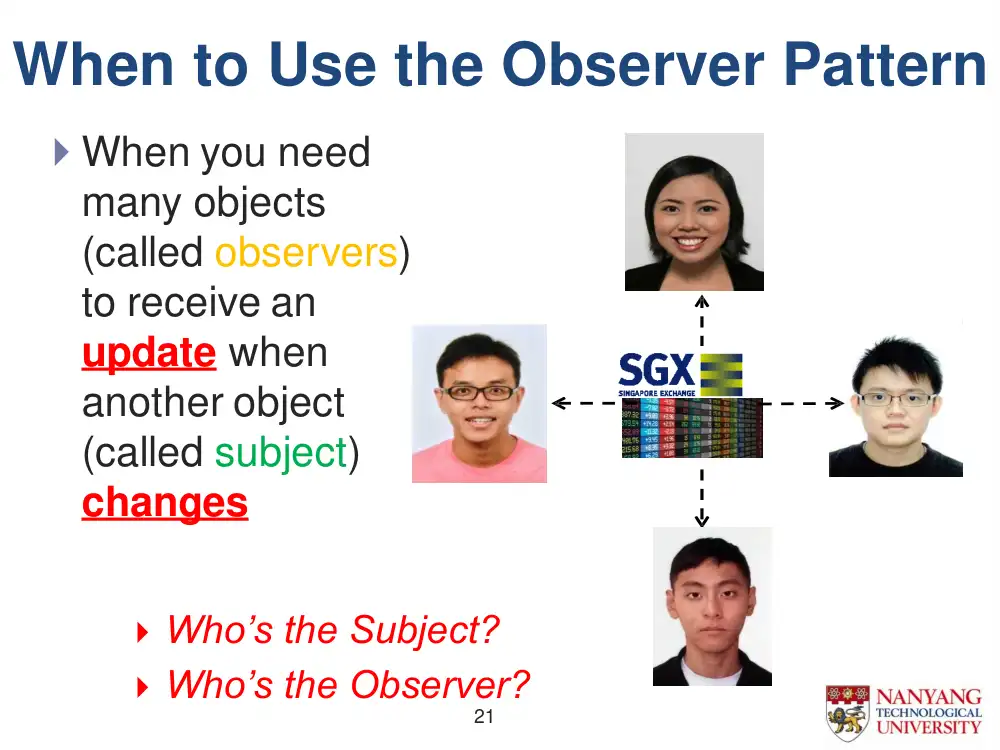 When to Use the Observer Pattern
When you need
many objects
(called observers)
to receive an
update when
another object
(called subject)
changes
SGX
SINGAPORE EXCHANGE
Who's the Subject?
Who's the Observer?
21
NANYANG
TECHNOLOGICAL
UNIVERSITY